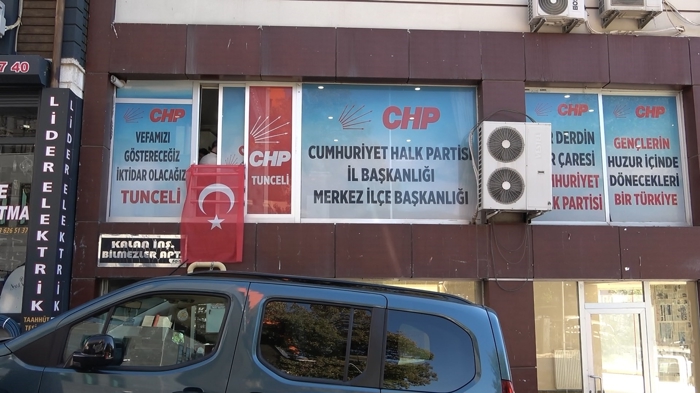 7 40
LİDER ELEKTRİK
LİDER ELEKTRİK
CHP
VEFAMIZI
GÖSTERECEĞİZ
İKTİDAR OLACAĞIZ
TUNCELİ
CHP
TUNCELİ
CHP
CUMHURİYET HALK PARTİSİ
İL BAŞKANLIĞI
MERKEZ İLÇE BAŞKANLIĞI
CHP
DERDİN
ÇARESİ
PARTİSİ
CHP
GENÇLERİN
HUZUR İÇİNDE
DÖNECEKLERİ
BİR TÜRKİYE
KALAN İNŞ.
BİLMEZLER APT.